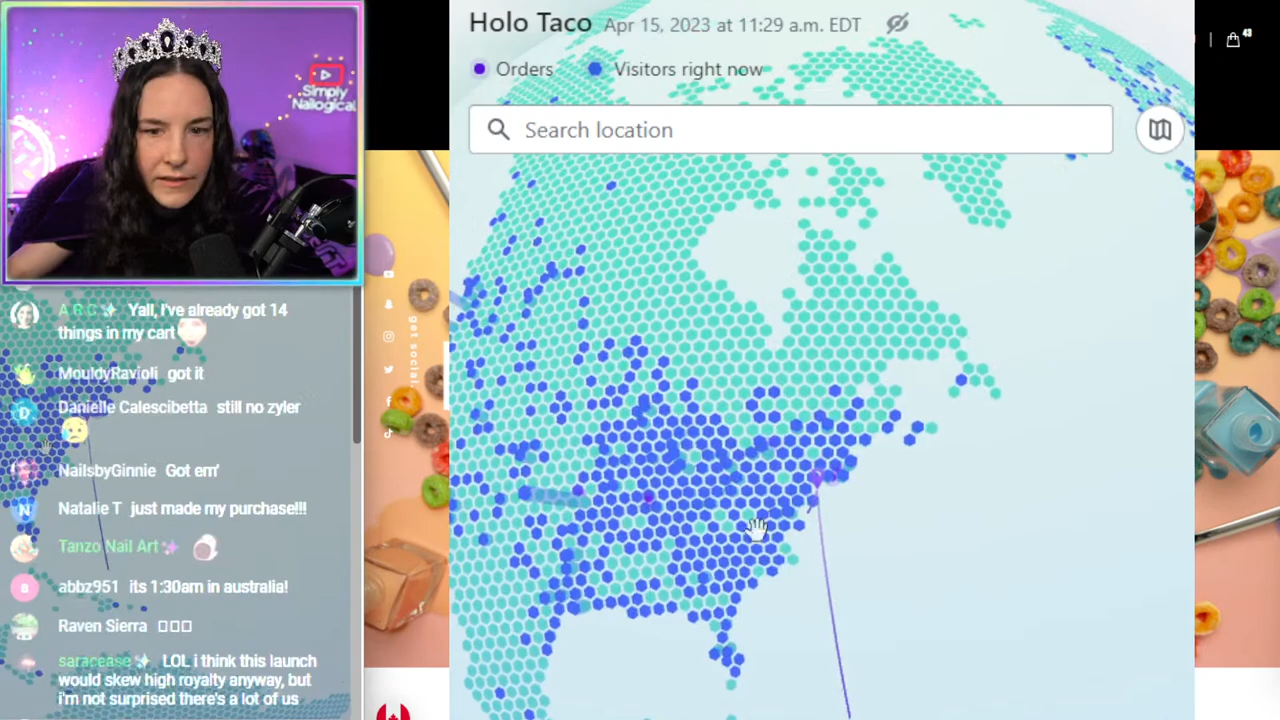 Simply
Nailogical
Holo Taco Apr 15, 2023 at 11:29 a.m. EDT
Orders Visitors right now
Search location
43
get social.
A R C Yall, I've already got 14
things in my cart
MouldyRavioli got it
D Danielle Calescibetta still no zyler
NailsbyGinnie Got em'
N Natalie T just made my purchase!!!
Tanzo Nail Art
abbz951 its 1:30am in australia!
Raven Sierra
saracease LOL i think this launch
would skew high royalty anyway, but
i'm not surprised there's a lot of us